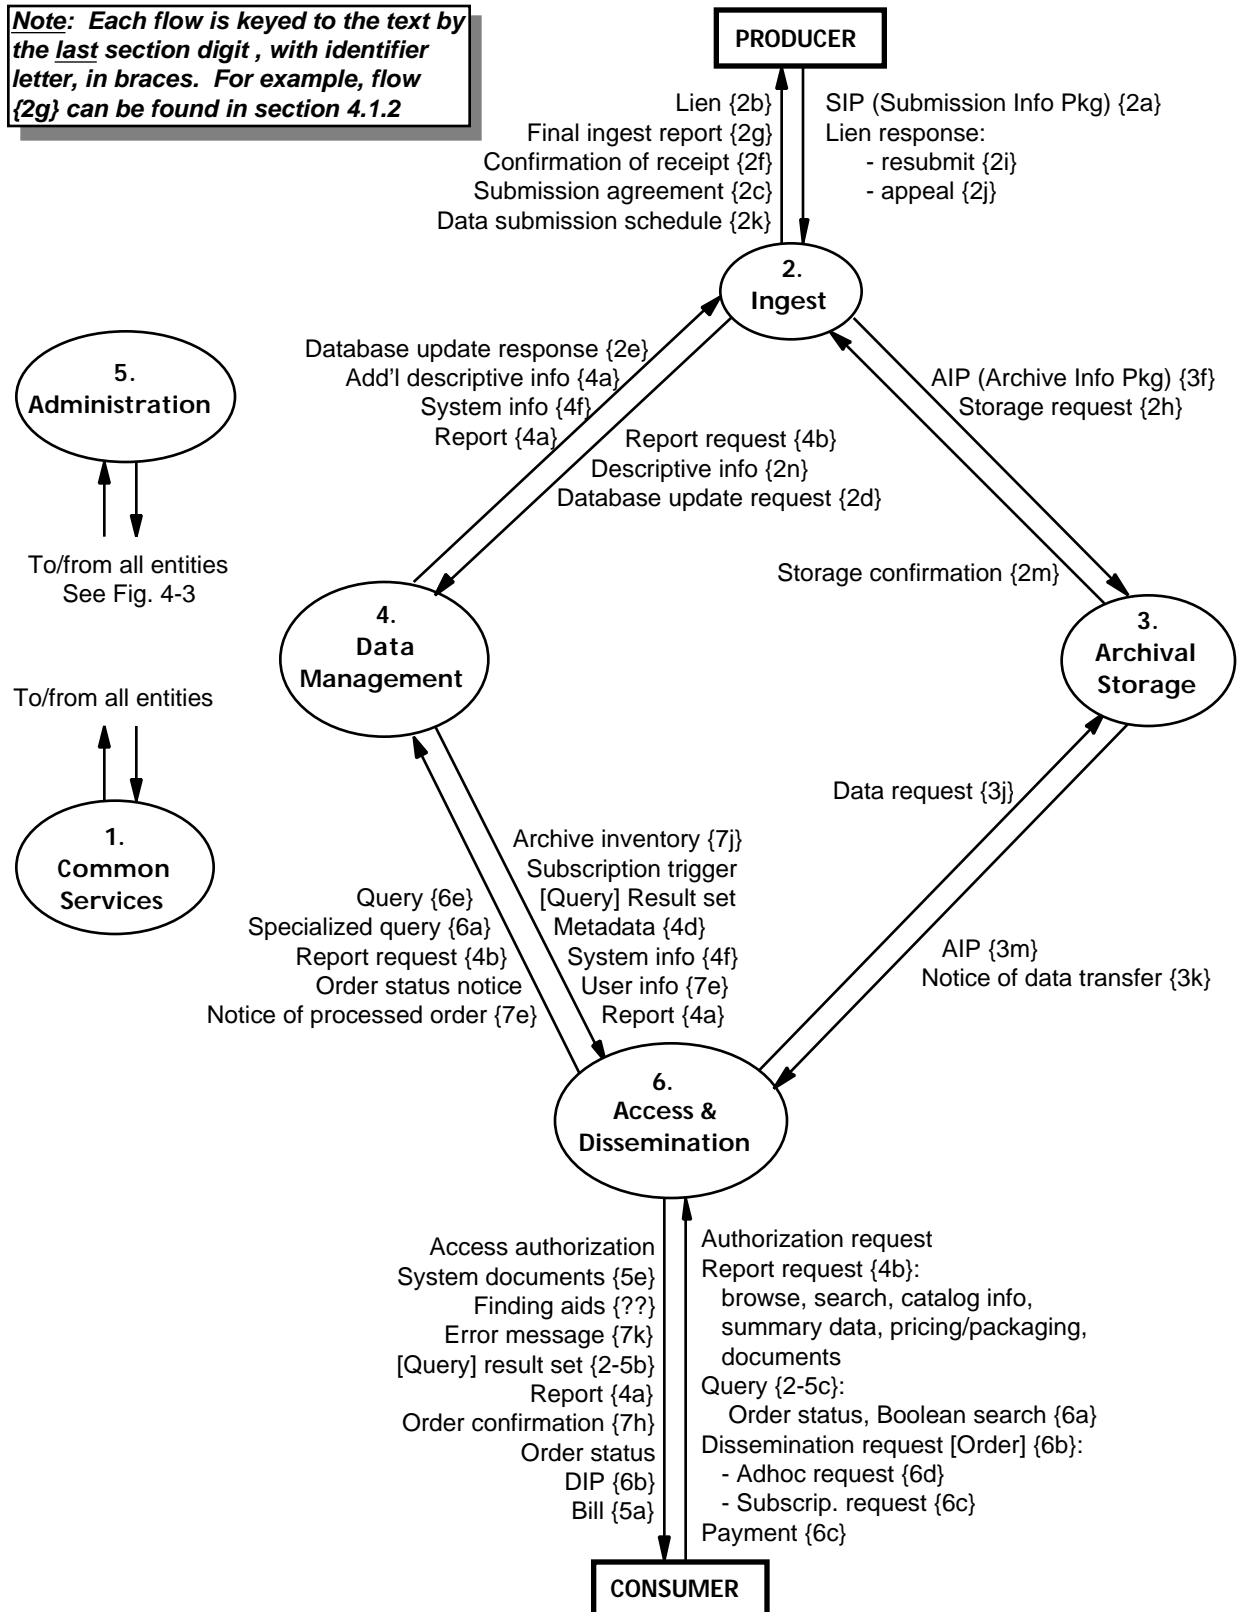 Note: Each flow is keyed to the text by
the last section digit , with identifier
letter, in braces. For example, flow
{2g} can be found in section 4.1.2
PRODUCER
Lien {2b}
Final ingest report {2g}
Confirmation of receipt {2f}
Submission agreement {2c}
Data submission schedule {2k}
SIP (Submission Info Pkg) {2a}
Lien response:
- resubmit {2i}
- appeal {2j}
2.
Ingest
Database update response {2e}
Add'l descriptive info {4a}
System info {4f}
Report {4a}
Report request {4b}
Descriptive info {2n}
Database update request {2d}
AIP (Archive Info Pkg) {3f}
Storage request {2h}
Storage confirmation {2m}
5.
Administration
To/from all entities
See Fig. 4-3
4.
Data
Management
3.
Archival
Storage
To/from all entities
1.
Common
Services
Query {6e}
Specialized query {6a}
Report request {4b}
Order status notice
Notice of processed order {7e}
Archive inventory {7j}
Subscription trigger
[Query] Result set
Metadata {4d}
System info {4f}
User info {7e}
Report {4a}
Data request {3j}
AIP {3m}
Notice of data transfer {3k}
6.
Access &
Dissemination
Access authorization
System documents {5e}
Finding aids {??}
Error message {7k}
[Query] result set {2-5b}
Report {4a}
Order confirmation {7h}
Order status
DIP {6b}
Bill {5a}
Authorization request
Report request {4b}:
browse, search, catalog info,
summary data, pricing/packaging,
documents
Query {2-5c}:
Order status, Boolean search {6a}
Dissemination request [Order] {6b}:
- Adhoc request {6d}
- Subscrip. request {6c}
Payment {6c}
CONSUMER